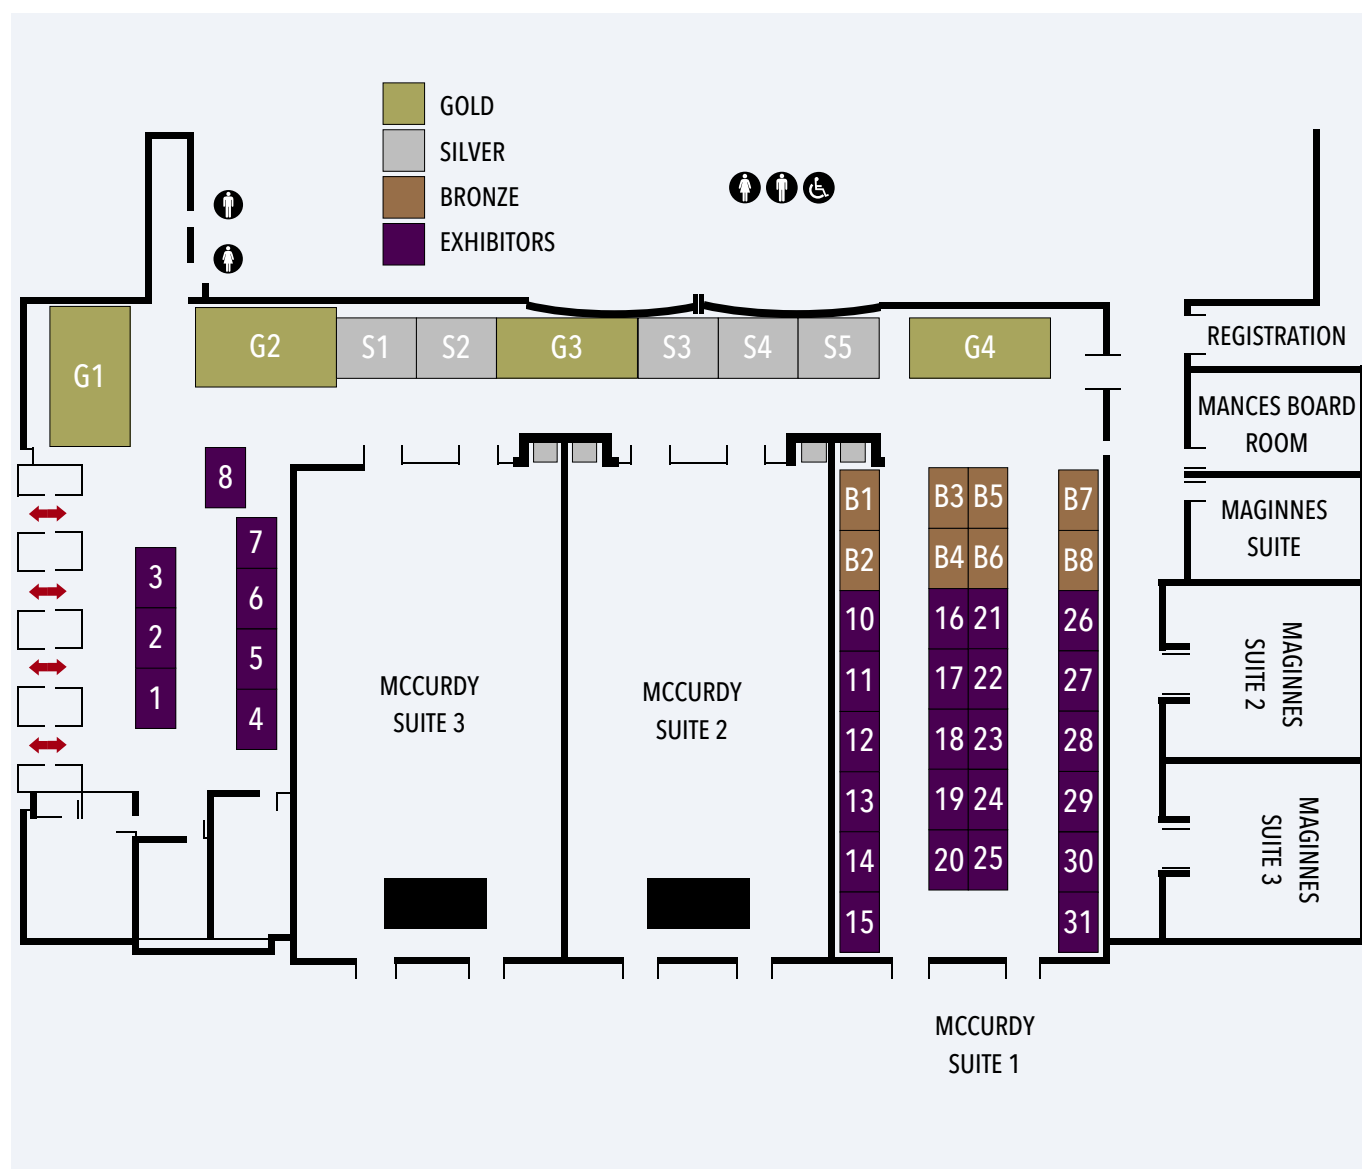 GOLD
SILVER
BRONZE
EXHIBITORS
G1
G2
S1
S2
G3
S3
S4
S5
G4
REGISTRATION
MANCES BOARD
ROOM
MAGINNES
SUITE
MAGINNES
SUITE 2
MAGINNES
SUITE 3
8
7
6
5
4
3
2
1
MCCURDY
SUITE 3
MCCURDY
SUITE 2
B1
B2
10
11
12
13
14
15
B3 B5
B4 B6
16 21
17 22
18 23
19 24
20 25
B7
B8
26
27
28
29
30
31
MCCURDY
SUITE 1